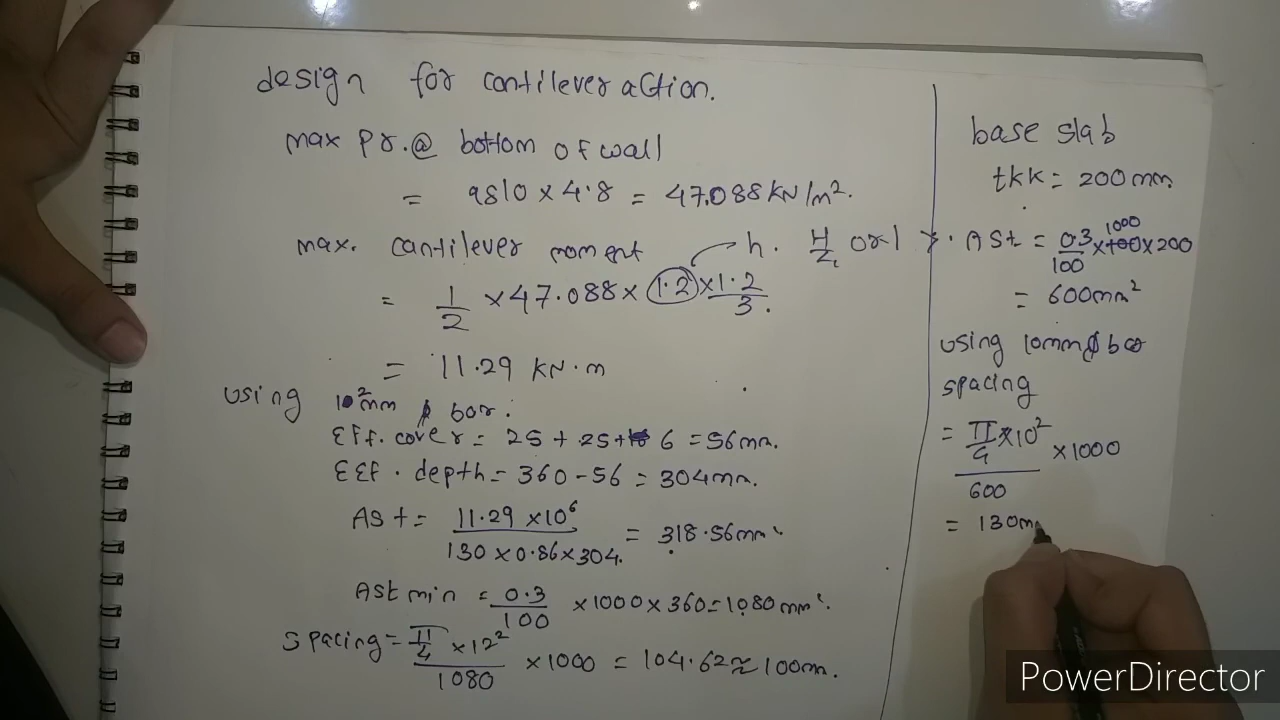 design for cantilever action.
max pr.@ bottom of wall
= 9810 × 4.8 = 47.088 KN/m².
max. cantilever moment → h. H/4 or 1
= 1/2 × 47.088 × 1.2 × 1.2/3.
= 11.29 KN.m
using 12mm ϕ bar.
Eff. cover = 25 + 25 + 6 = 56mm.
Eff. depth = 360 - 56 = 304mm.
Ast = 11.29 × 10⁶ / 130 × 0.86 × 304. = 318.56mm²
Ast min = 0.3/100 × 1000 × 360 = 1080 mm².
spacing = π/4 × 12² / 1080 × 1000 = 104.62 ≈ 100m.
base slab
tkk = 200 mm
Ast = 0.3/100 × 1000 × 200
= 600mm²
using 10mm ϕ bar
spacing
= π/4 × 10² / 600 × 1000
= 130m
PowerDirector